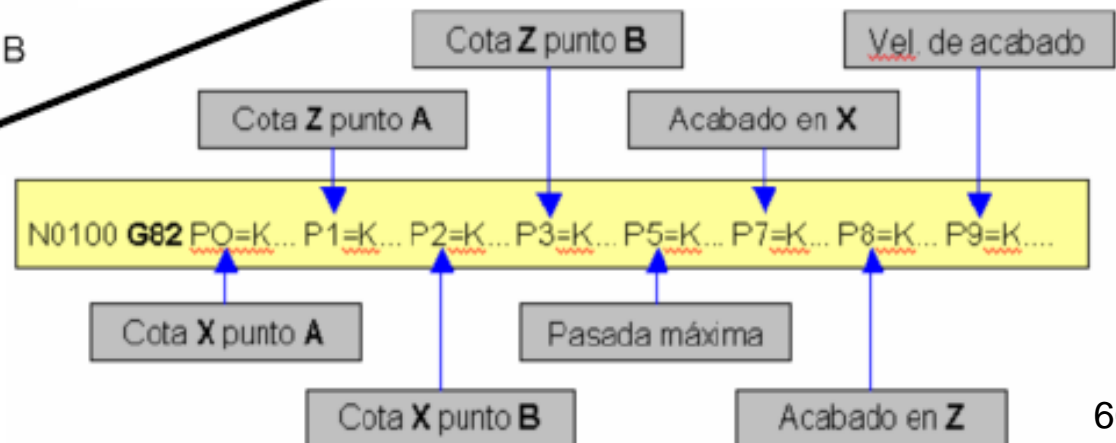 B
Cota Z punto B
Vel. de acabado
Cota Z punto A
Acabado en X
N0100 G82 PO=K... P1=K... P2=K... P3=K... P5=K... P7=K... P8=K... P9=K....
Cota X punto A
Pasada máxima
Cota X punto B
Acabado en Z
6